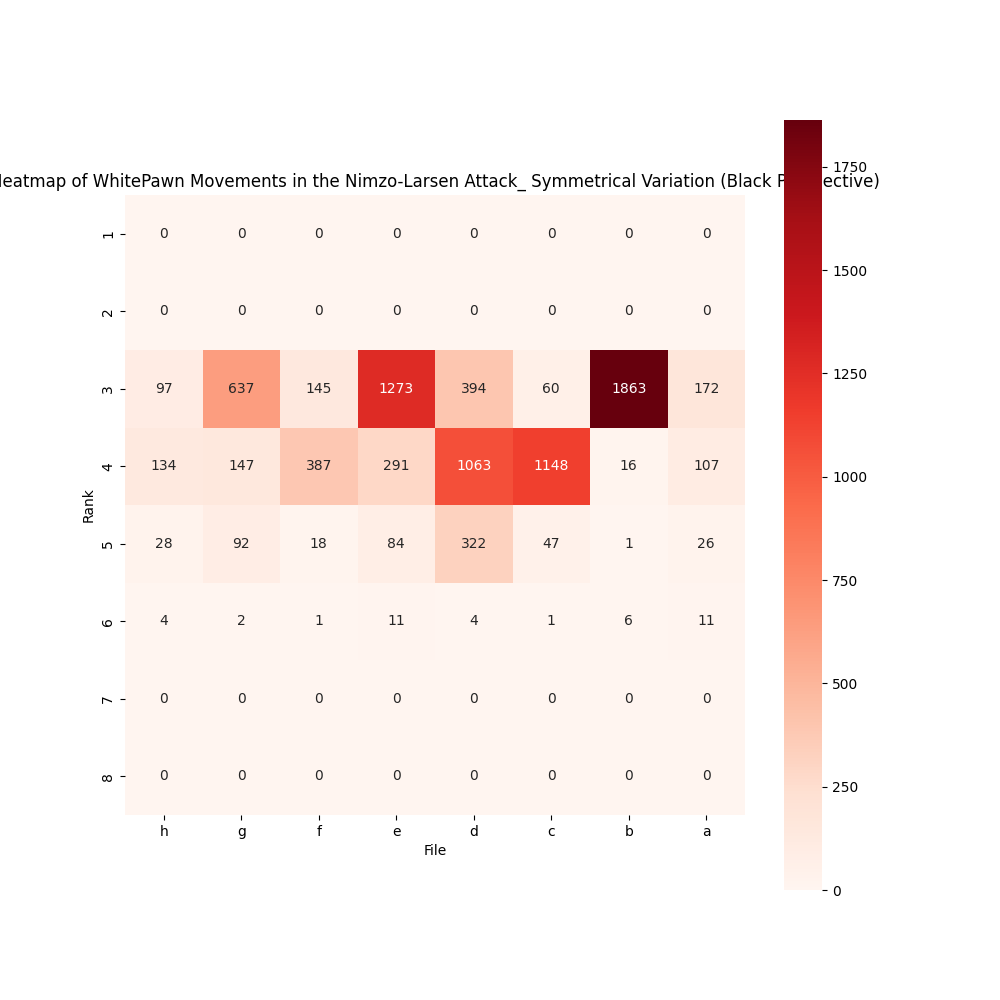 eatmap of WhitePawn Movements in the Nimzo-Larsen Attack_ Symmetrical Variation (Black P ective)
1 0 0 0 0 0 0 0 0
2 0 0 0 0 0 0 0 0
3 97 637 145 1273 394 60 1863 172
4 134 147 387 291 1063 1148 16 107
Rank
5 28 92 18 84 322 47 1 26
6 4 2 1 11 4 1 6 11
7 0 0 0 0 0 0 0 0
8 0 0 0 0 0 0 0 0
h g f e d c b a
File
1750
1500
1250
1000
750
500
250
0